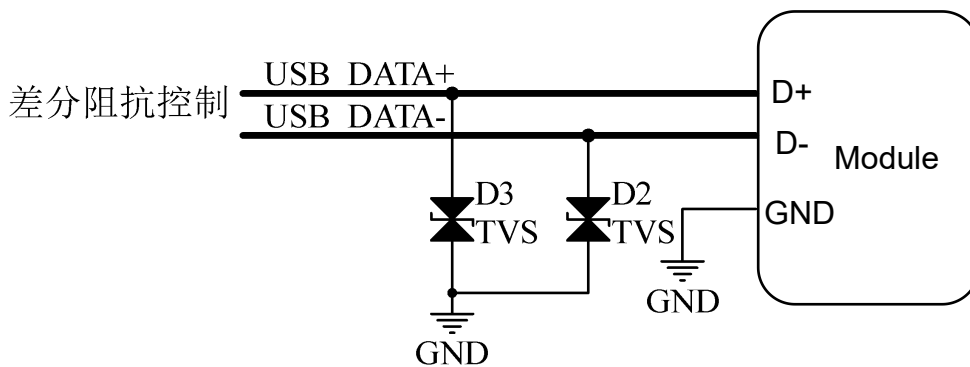 USB DATA+
差分阻抗控制
USB DATA-
D+
D-
Module
D3
TVS
D2
TVS
GND
GND
GND